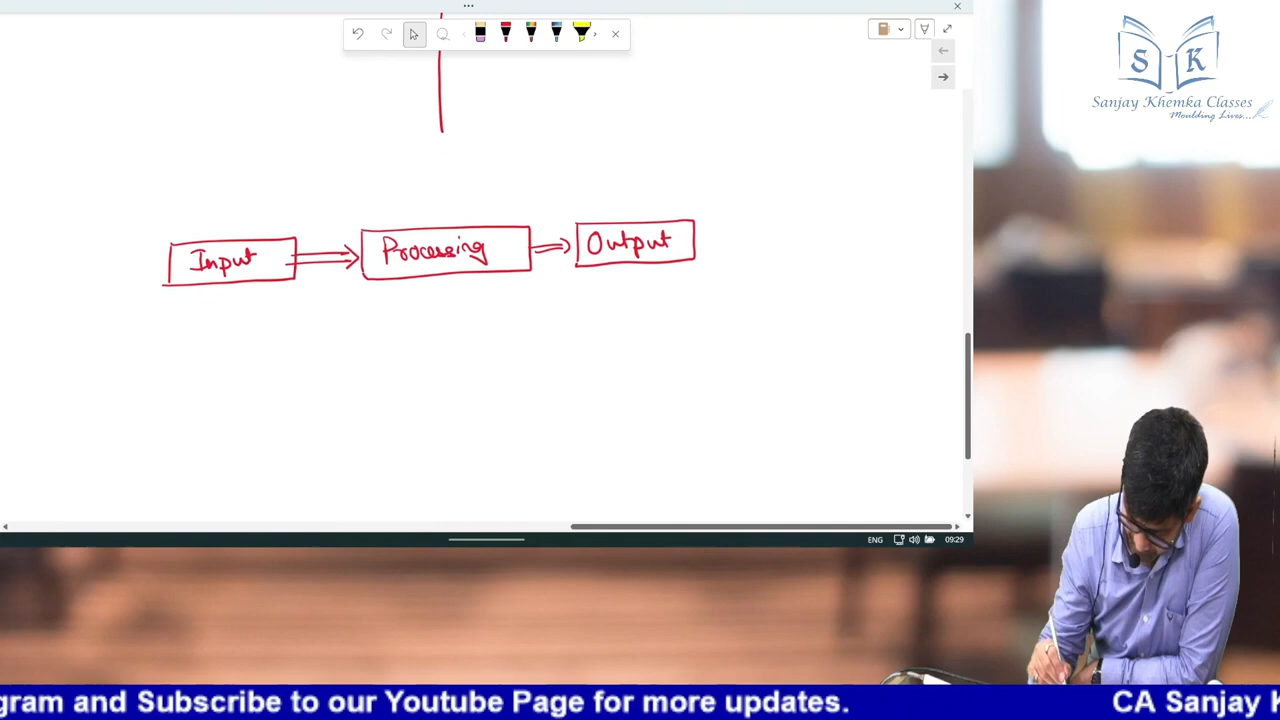 S K
Sanjay Khemka Classes
Moulding Lives....
Input Processing Output
ENG 09:29
gram and Subscribe to our Youtube Page for more updates. CA Sanjay K